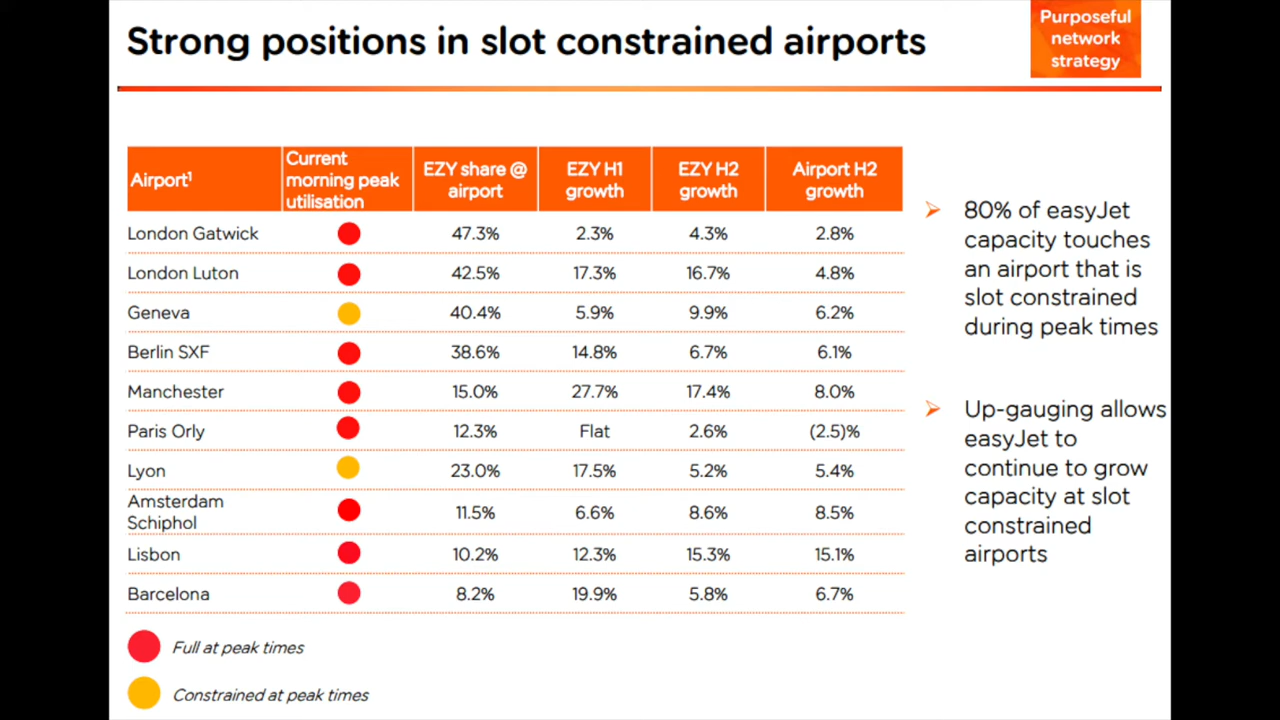 Strong positions in slot constrained airports
Purposeful
network
strategy
Airport¹
Current
morning peak
utilisation
EZY share @
airport
EZY H1
growth
EZY H2
growth
Airport H2
growth
London Gatwick 47.3% 2.3% 4.3% 2.8%
London Luton 42.5% 17.3% 16.7% 4.8%
Geneva 40.4% 5.9% 9.9% 6.2%
Berlin SXF 38.6% 14.8% 6.7% 6.1%
Manchester 15.0% 27.7% 17.4% 8.0%
Paris Orly 12.3% Flat 2.6% (2.5)%
Lyon 23.0% 17.5% 5.2% 5.4%
Amsterdam
Schiphol 11.5% 6.6% 8.6% 8.5%
Lisbon 10.2% 12.3% 15.3% 15.1%
Barcelona 8.2% 19.9% 5.8% 6.7%
Full at peak times
Constrained at peak times
80% of easyJet
capacity touches
an airport that is
slot constrained
during peak times
Up-gauging allows
easyJet to
continue to grow
capacity at slot
constrained
airports